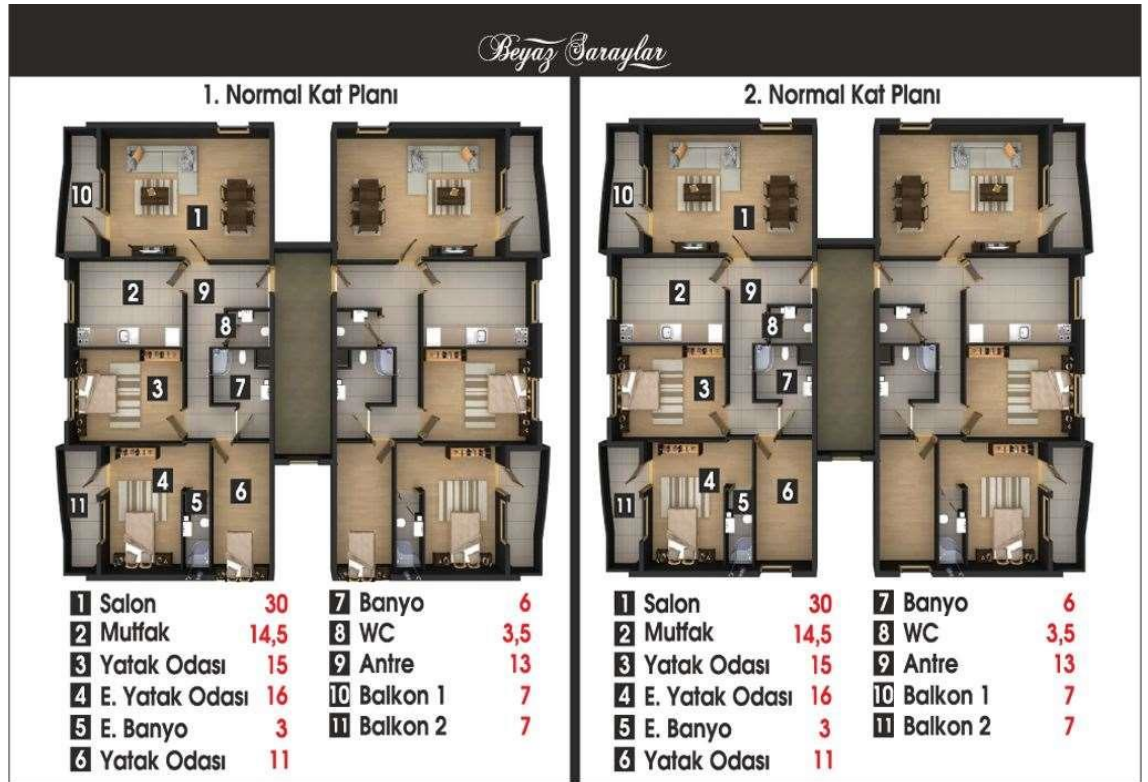 Beyaz Saraylar
1. Normal Kat Planı
10
1
2
9
8
3
7
4
5
6
11
1 Salon 30
2 Mutfak 14,5
3 Yatak Odası 15
4 E. Yatak Odası 16
5 E. Banyo 3
6 Yatak Odası 11
7 Banyo 6
8 WC 3,5
9 Antre 13
10 Balkon 1 7
11 Balkon 2 7
2. Normal Kat Planı
10
1
2
9
8
3
7
4
5
6
11
1 Salon 30
2 Mutfak 14,5
3 Yatak Odası 15
4 E. Yatak Odası 16
5 E. Banyo 3
6 Yatak Odası 11
7 Banyo 6
8 WC 3,5
9 Antre 13
10 Balkon 1 7
11 Balkon 2 7